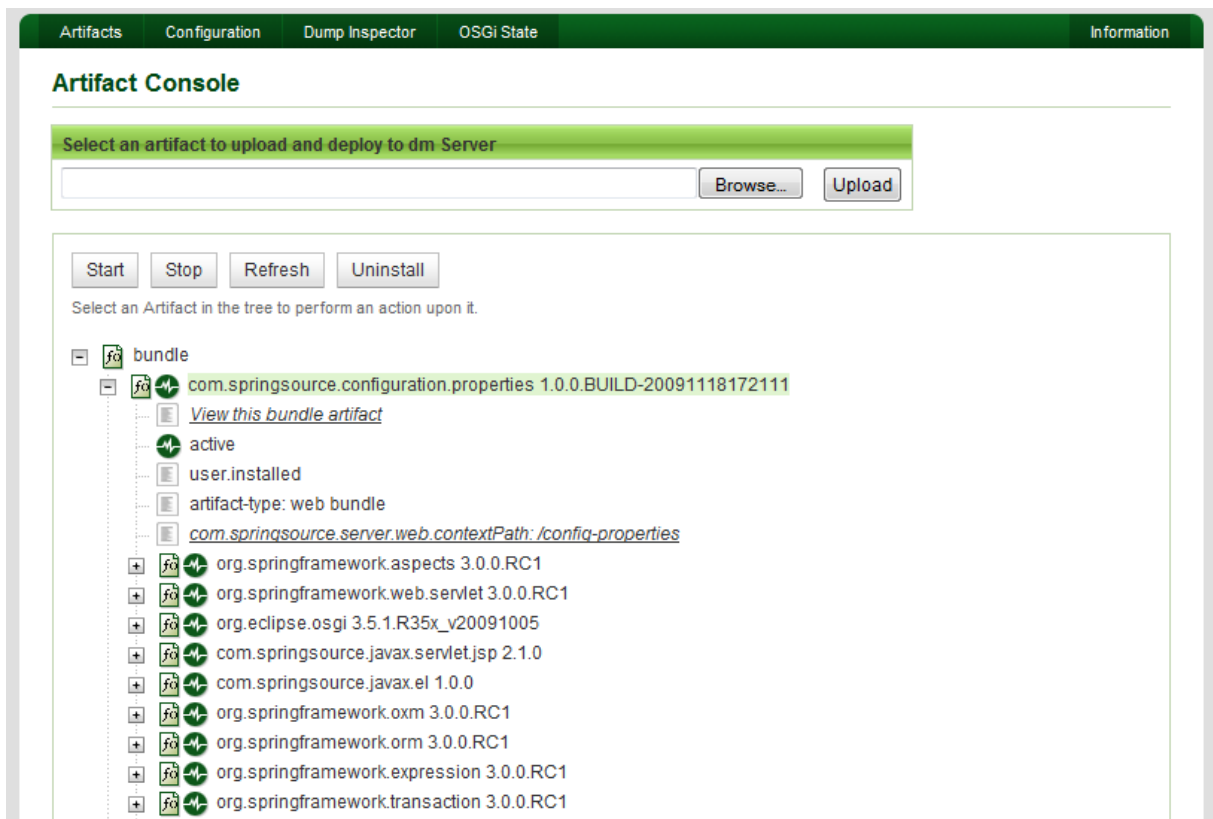 Artifacts Configuration Dump Inspector OSGi State Information
Artifact Console
Select an artifact to upload and deploy to dm Server
Browse... Upload
Start Stop Refresh Uninstall
Select an Artifact in the tree to perform an action upon it.
bundle
com.springsource.configuration.properties 1.0.0.BUILD-20091118172111
View this bundle artifact
active
user.installed
artifact-type: web bundle
com.springsource.server.web.contextPath: /config-properties
org.springframework.aspects 3.0.0.RC1
org.springframework.web.servlet 3.0.0.RC1
org.eclipse.osgi 3.5.1.R35x_v20091005
com.springsource.javax.servlet.jsp 2.1.0
com.springsource.javax.el 1.0.0
org.springframework.oxm 3.0.0.RC1
org.springframework.orm 3.0.0.RC1
org.springframework.expression 3.0.0.RC1
org.springframework.transaction 3.0.0.RC1